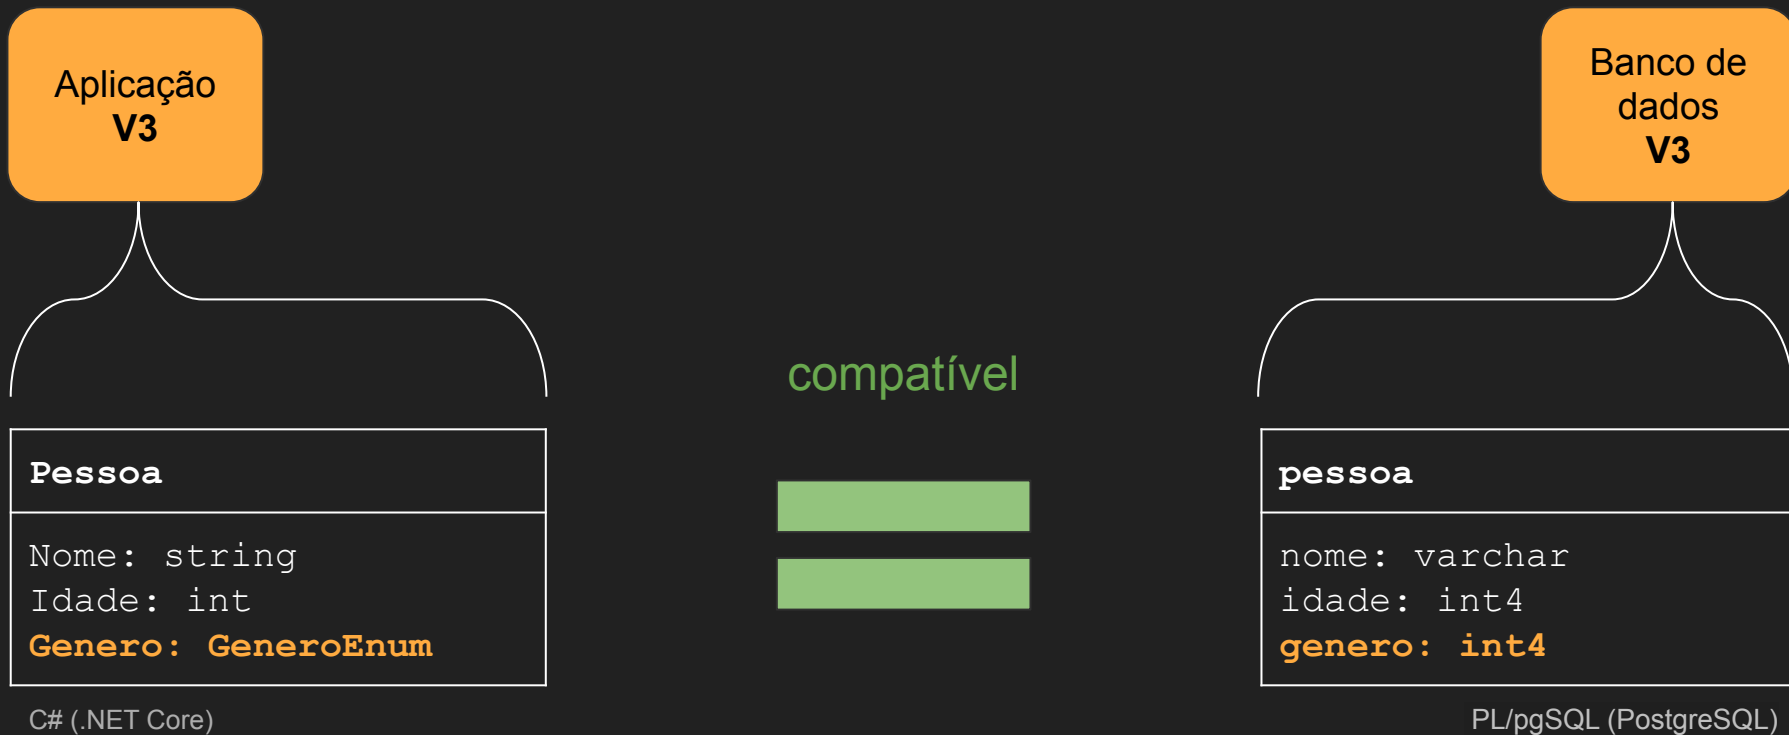 Aplicação
V3
Banco de
dados
V3
compatível
Pessoa
Nome: string
Idade: int
Genero: GeneroEnum
pessoa
nome: varchar
idade: int4
genero: int4
C# (.NET Core)
PL/pgSQL (PostgreSQL)